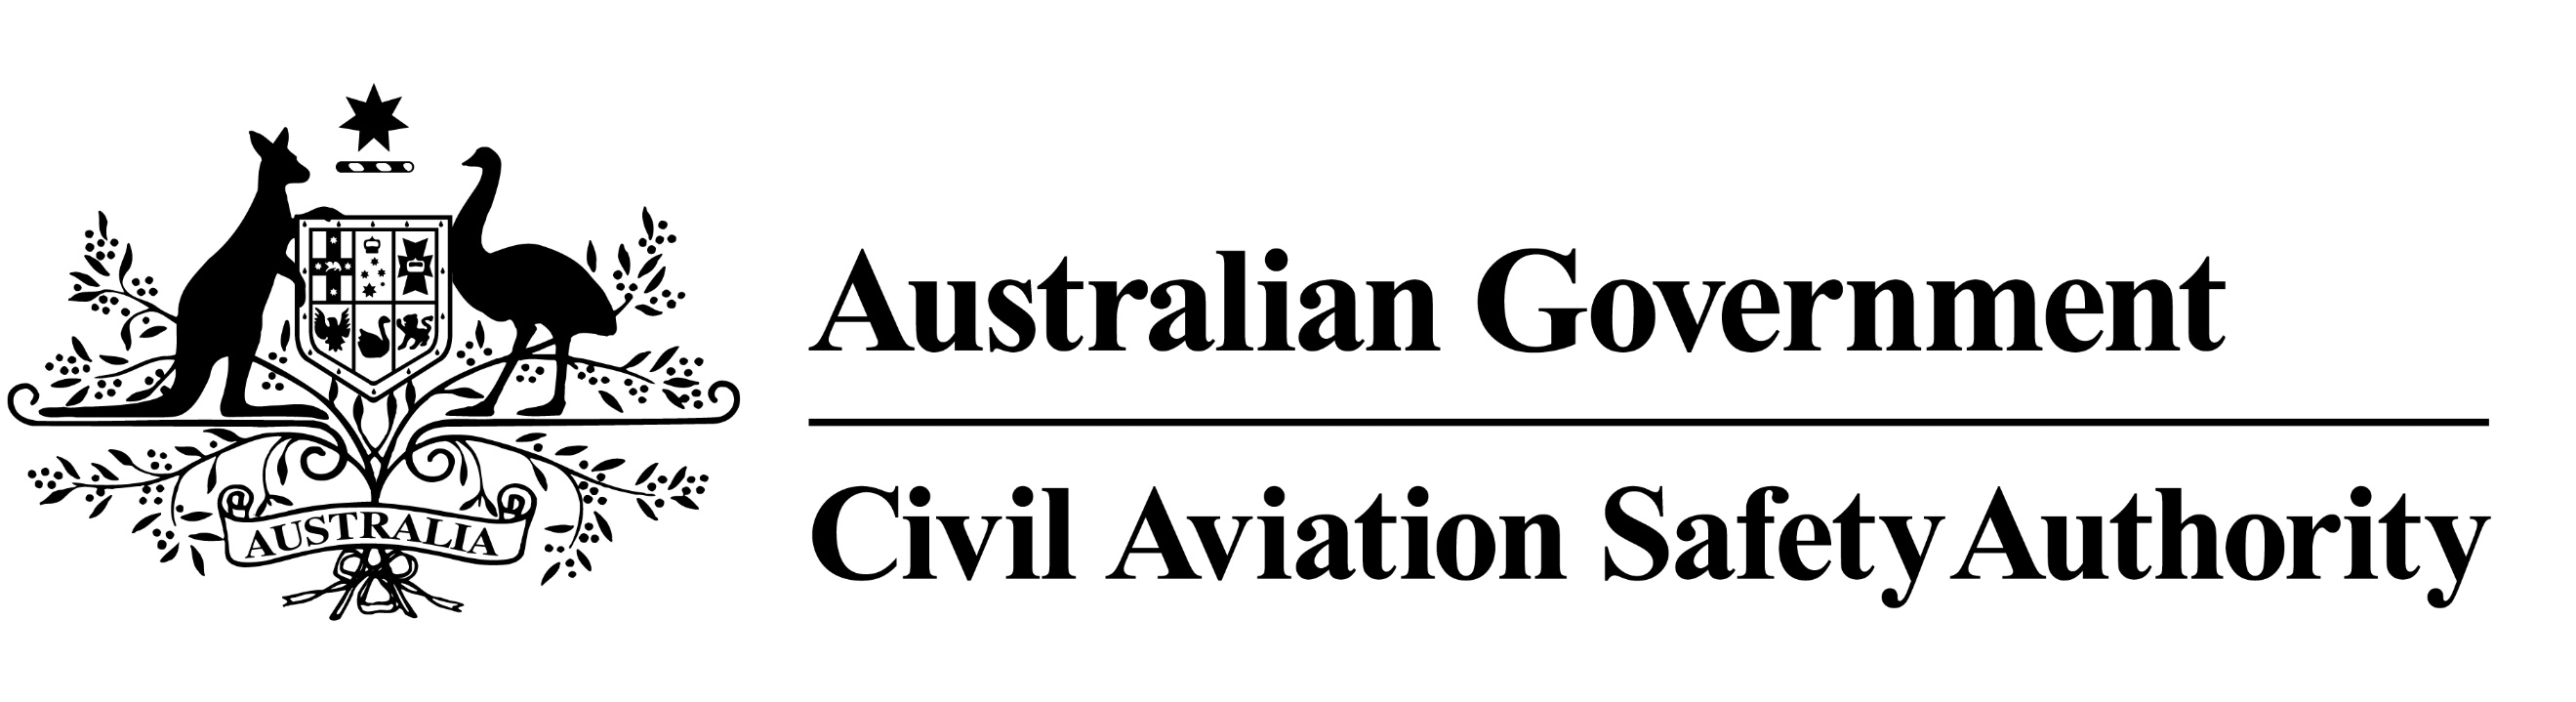 AUSTRALIA
Australian Government
Civil Aviation Safety Authority